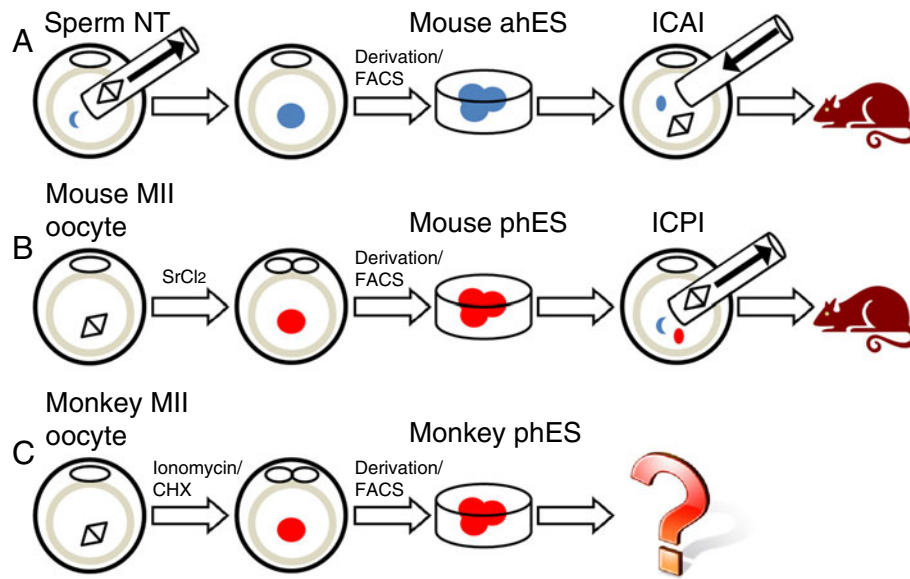 A
Sperm NT
Mouse ahES
ICAI
Derivation/
FACS
B
Mouse MII
oocyte
Mouse phES
ICPI
SrCl₂
Derivation/
FACS
C
Monkey MII
oocyte
Monkey phES
Ionomycin/
CHX
Derivation/
FACS
?